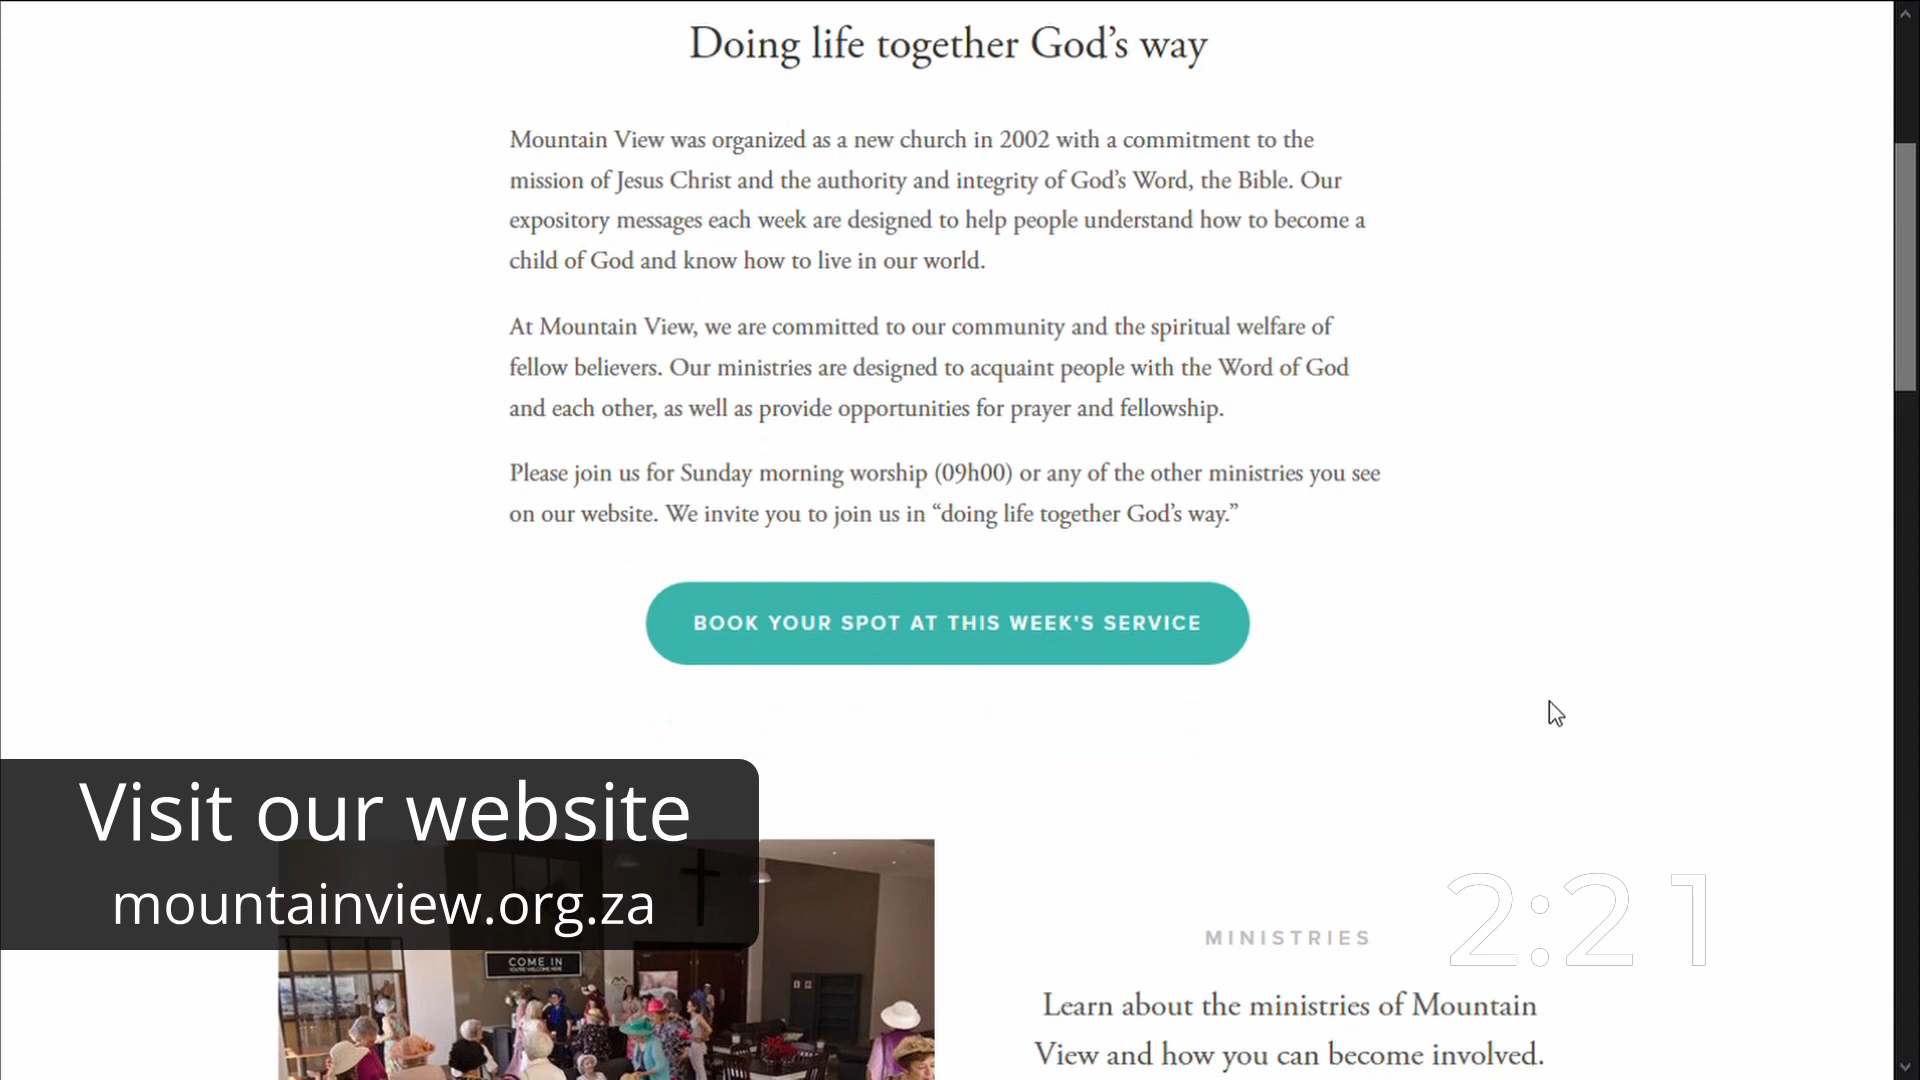 Doing life together God’s way
Mountain View was organized as a new church in 2002 with a commitment to the
mission of Jesus Christ and the authority and integrity of God’s Word, the Bible. Our
expository messages each week are designed to help people understand how to become a
child of God and know how to live in our world.
At Mountain View, we are committed to our community and the spiritual welfare of
fellow believers. Our ministries are designed to acquaint people with the Word of God
and each other, as well as provide opportunities for prayer and fellowship.
Please join us for Sunday morning worship (09h00) or any of the other ministries you see
on our website. We invite you to join us in “doing life together God’s way.”
BOOK YOUR SPOT AT THIS WEEK'S SERVICE
Visit our website
mountainview.org.za
COME IN
YOU'RE WELCOME HERE
2:21
MINISTRIES
Learn about the ministries of Mountain
View and how you can become involved.